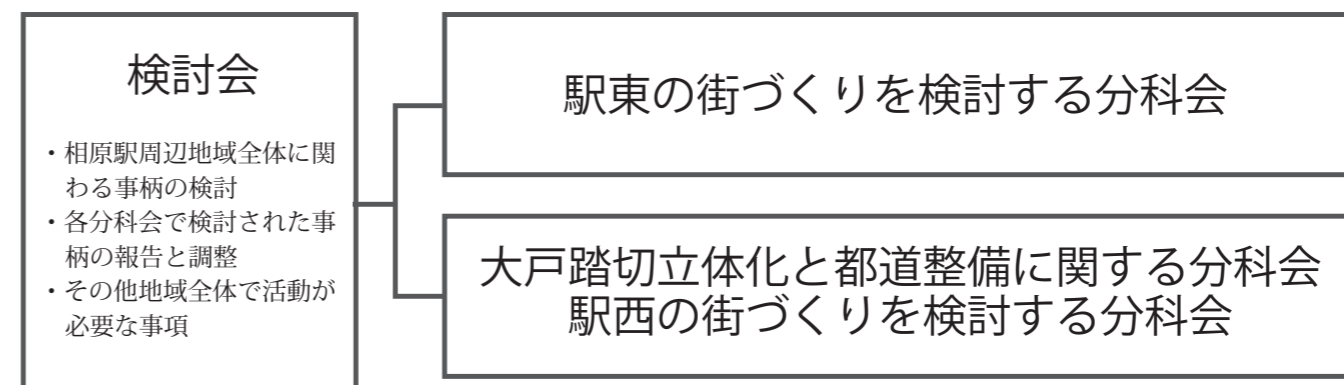 検討会
・相原駅周辺地域全体に関
わる事柄の検討
・各分科会で検討された事
柄の報告と調整
・その他地域全体で活動が
必要な事項
駅東の街づくりを検討する分科会
大戸踏切立体化と都道整備に関する分科会
駅西の街づくりを検討する分科会